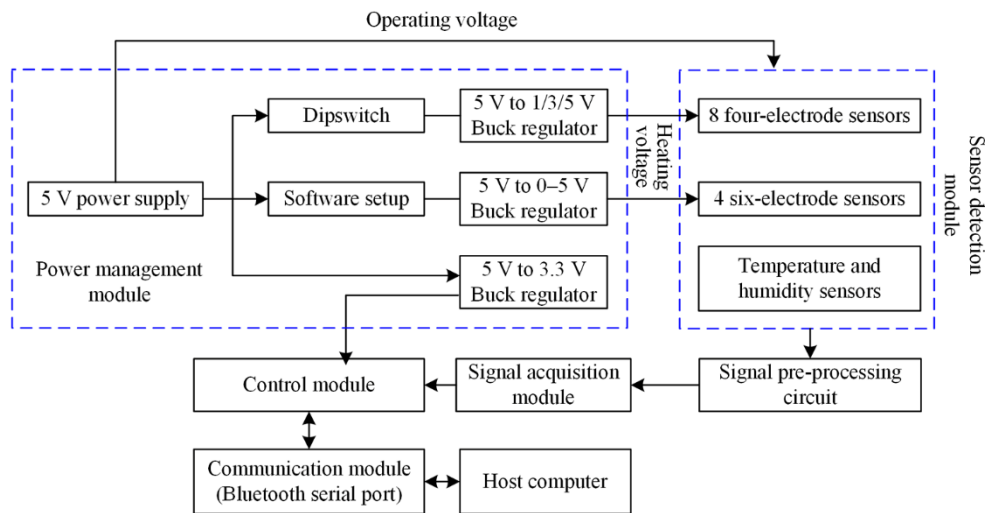 Operating voltage
Dipswitch
5 V to 1/3/5 V
Buck regulator
8 four-electrode sensors
Heating
voltage
5 V power supply
Software setup
5 V to 0–5 V
Buck regulator
4 six-electrode sensors
Sensor detection
module
Power management
module
5 V to 3.3 V
Buck regulator
Temperature and
humidity sensors
Control module
Signal acquisition
module
Signal pre-processing
circuit
Communication module
(Bluetooth serial port)
Host computer